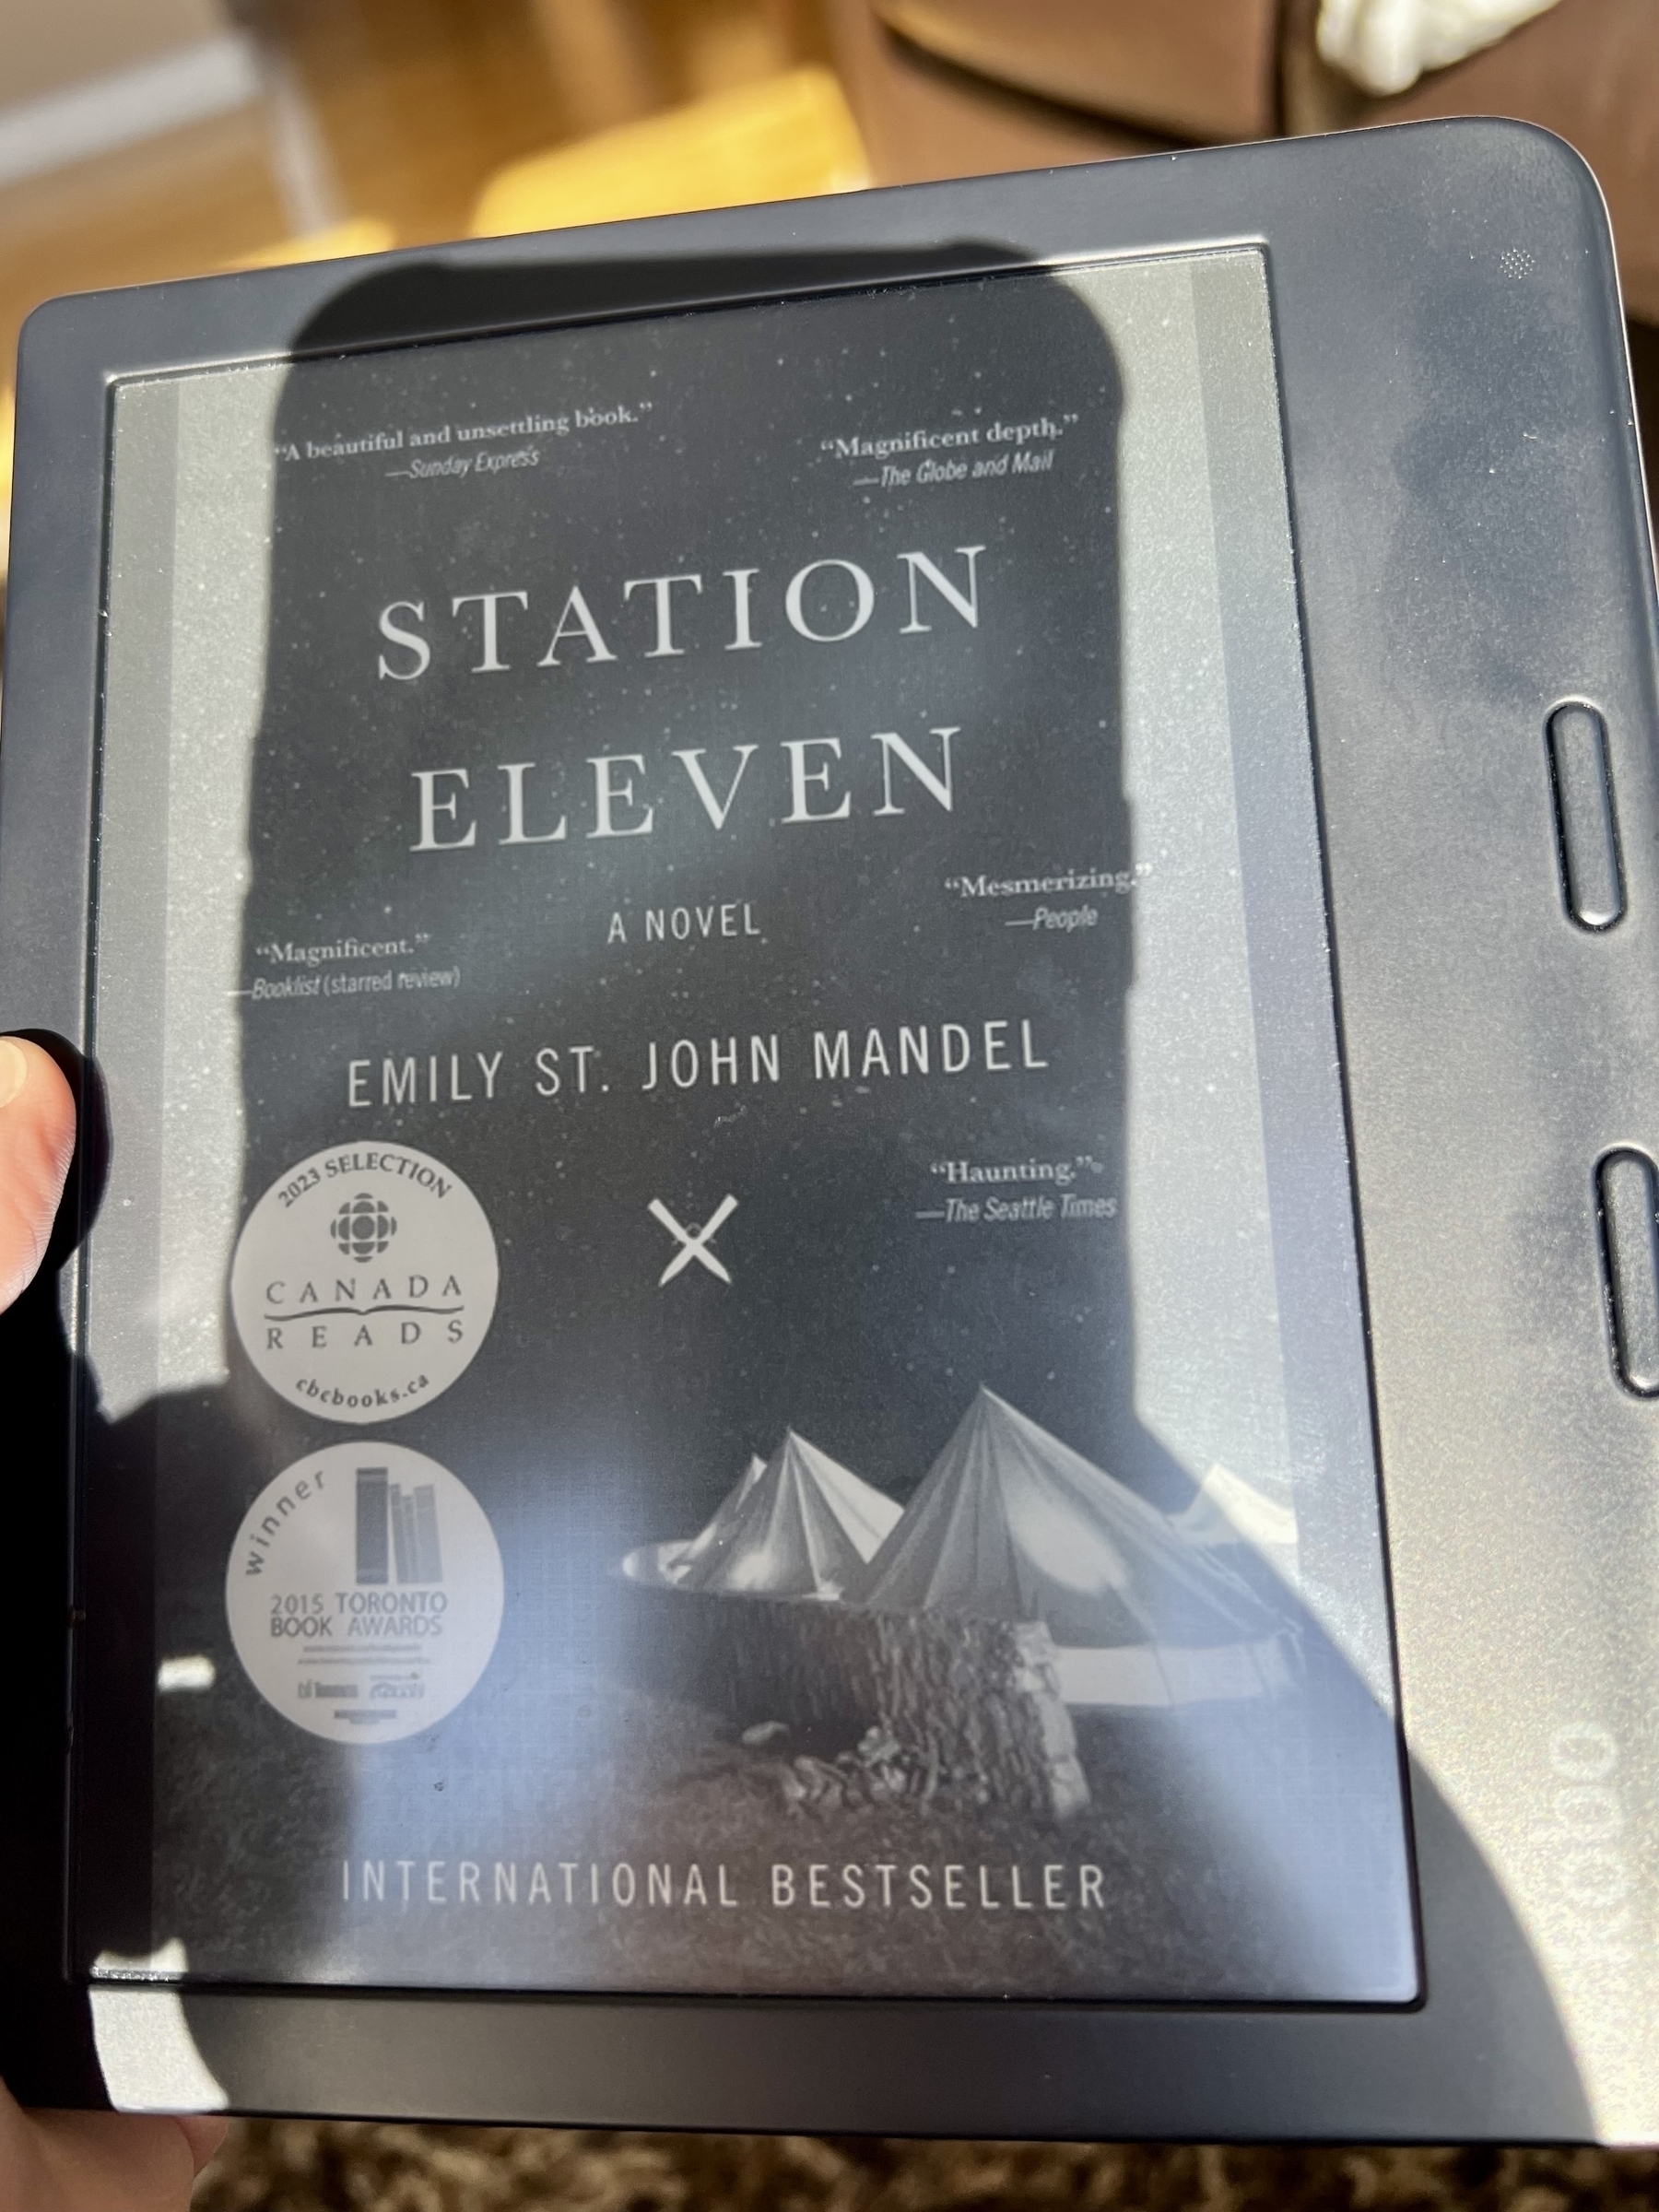 “A beautiful and unsettling book.”
—Sunday Express
“Magnificent depth.”
—The Globe and Mail
STATION
ELEVEN
A NOVEL
“Mesmerizing.”
—People
“Magnificent.”
—Booklist (starred review)
EMILY ST. JOHN MANDEL
2023 SELECTION
CANADA
READS
cbcbooks.ca
“Haunting.”
—The Seattle Times
winner
2015 TORONTO
BOOK AWARDS
INTERNATIONAL BESTSELLER
kobo